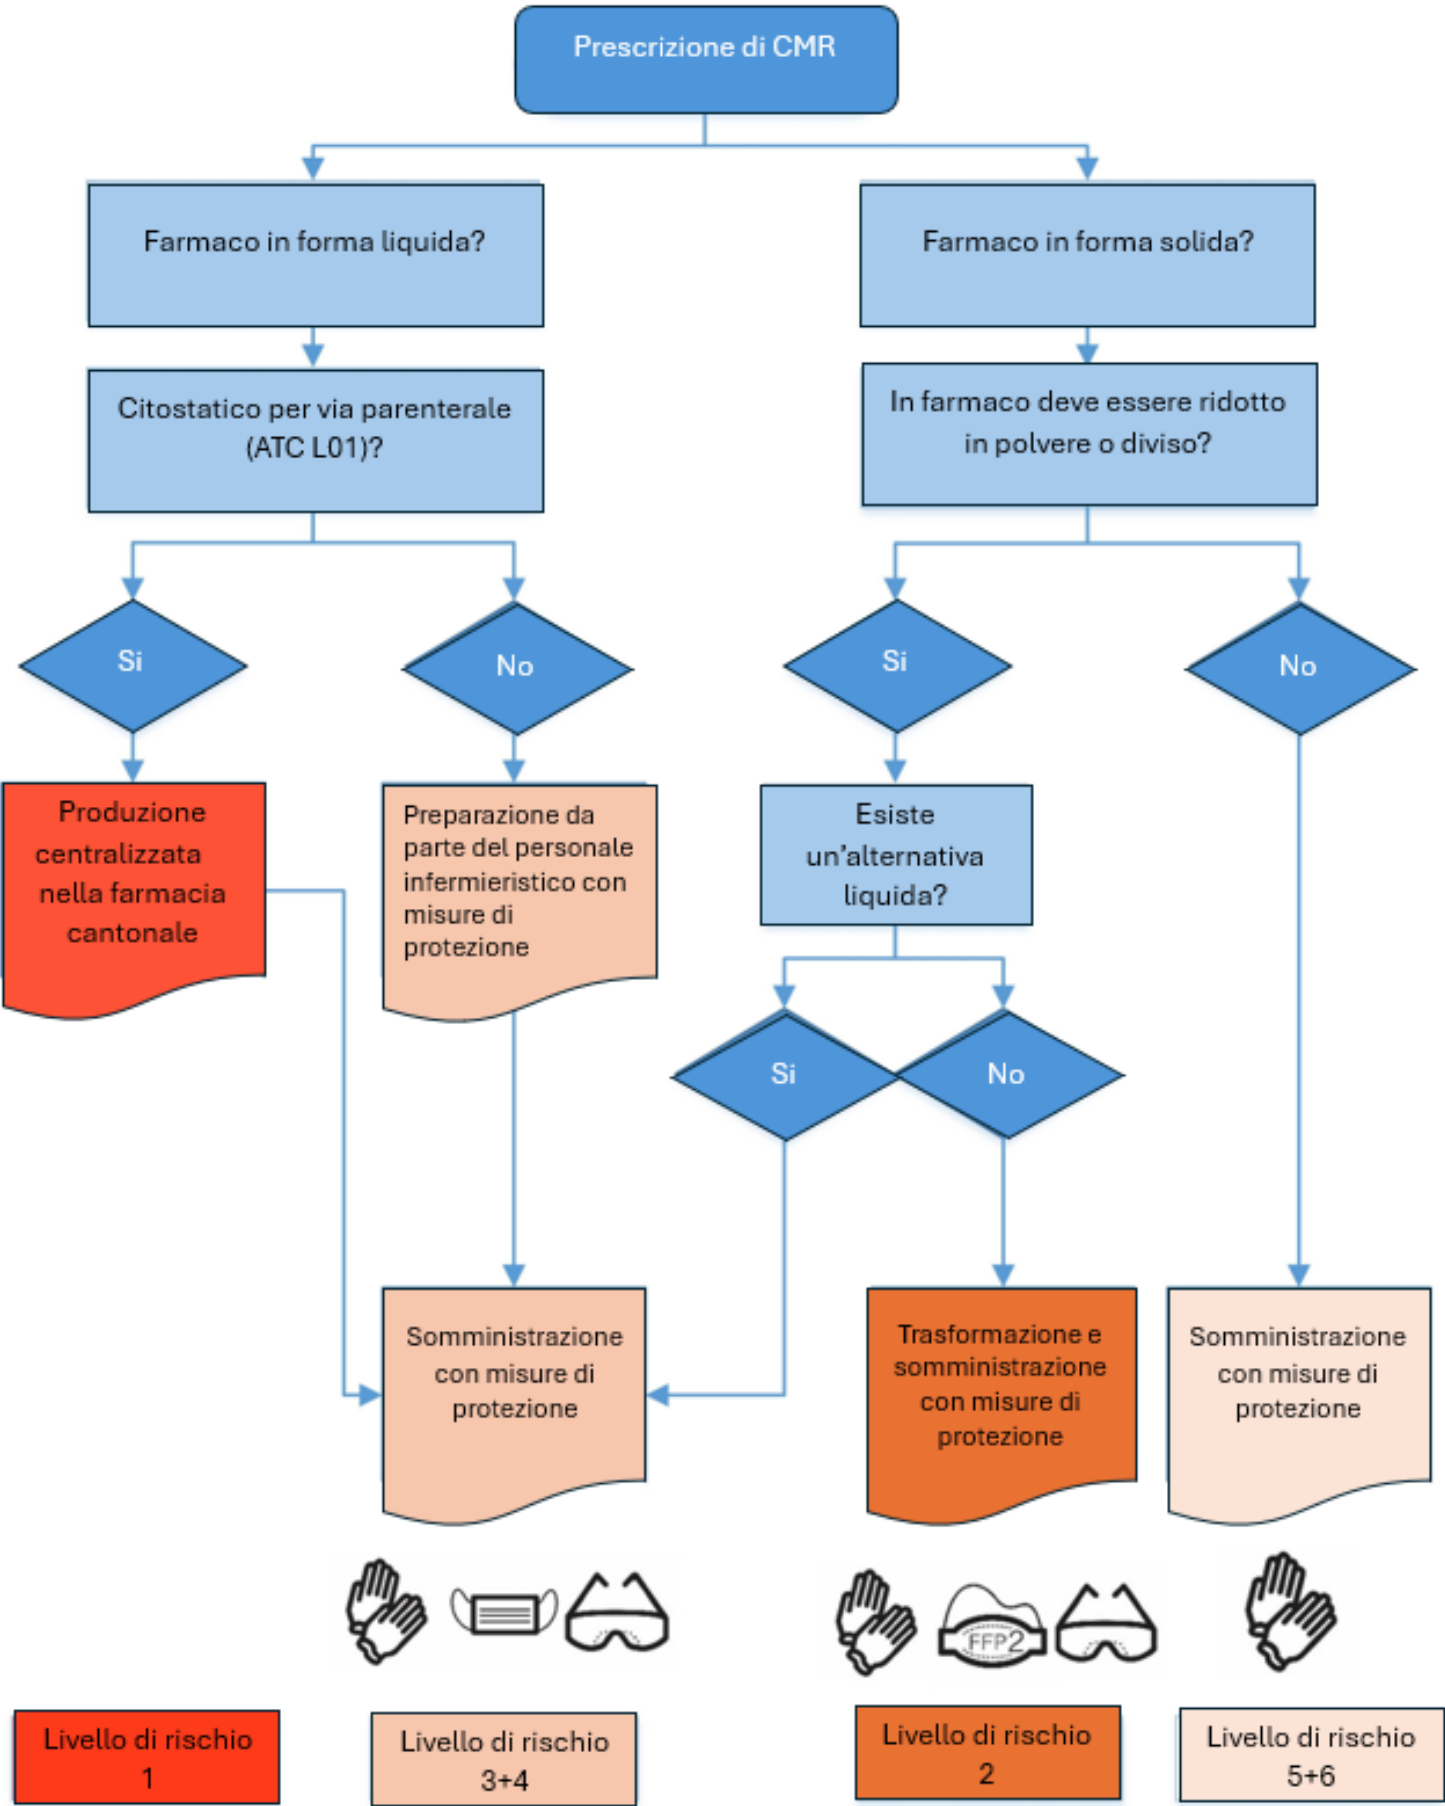 Prescrizione di CMR
Farmaco in forma liquida?
Farmaco in forma solida?
Citostatico per via parenterale
(ATC L01)?
In farmaco deve essere ridotto
in polvere o diviso?
Si
No
Si
No
Produzione
centralizzata
nella farmacia
cantonale
Preparazione da
parte del personale
infermieristico con
misure di
protezione
Esiste
un'alternativa
liquida?
Si
No
Somministrazione
con misure di
protezione
Trasformazione e
somministrazione
con misure di
protezione
Somministrazione
con misure di
protezione
FFP2
Livello di rischio
1
Livello di rischio
3+4
Livello di rischio
2
Livello di rischio
5+6